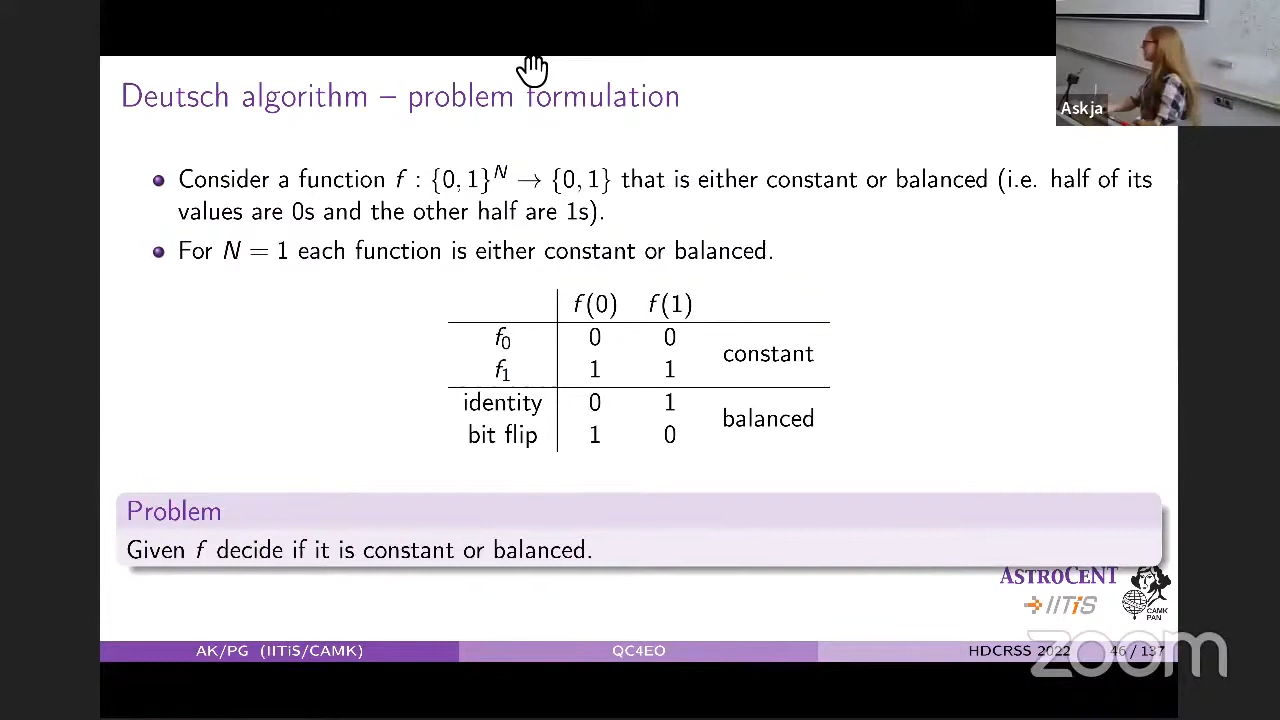 Askja
Deutsch algorithm – problem formulation
Consider a function f : {0, 1}^N → {0, 1} that is either constant or balanced (i.e. half of its
values are 0s and the other half are 1s).
For N = 1 each function is either constant or balanced.
f(0) f(1)
f₀ 0 0
constant
f₁ 1 1
identity 0 1
balanced
bit flip 1 0
Problem
Given f decide if it is constant or balanced.
ASTROCENT
IITiS
CAMK
PAN
AK/PG (IITiS/CAMK) QC4EO HDCRSS 2022 46 / 137
zoom